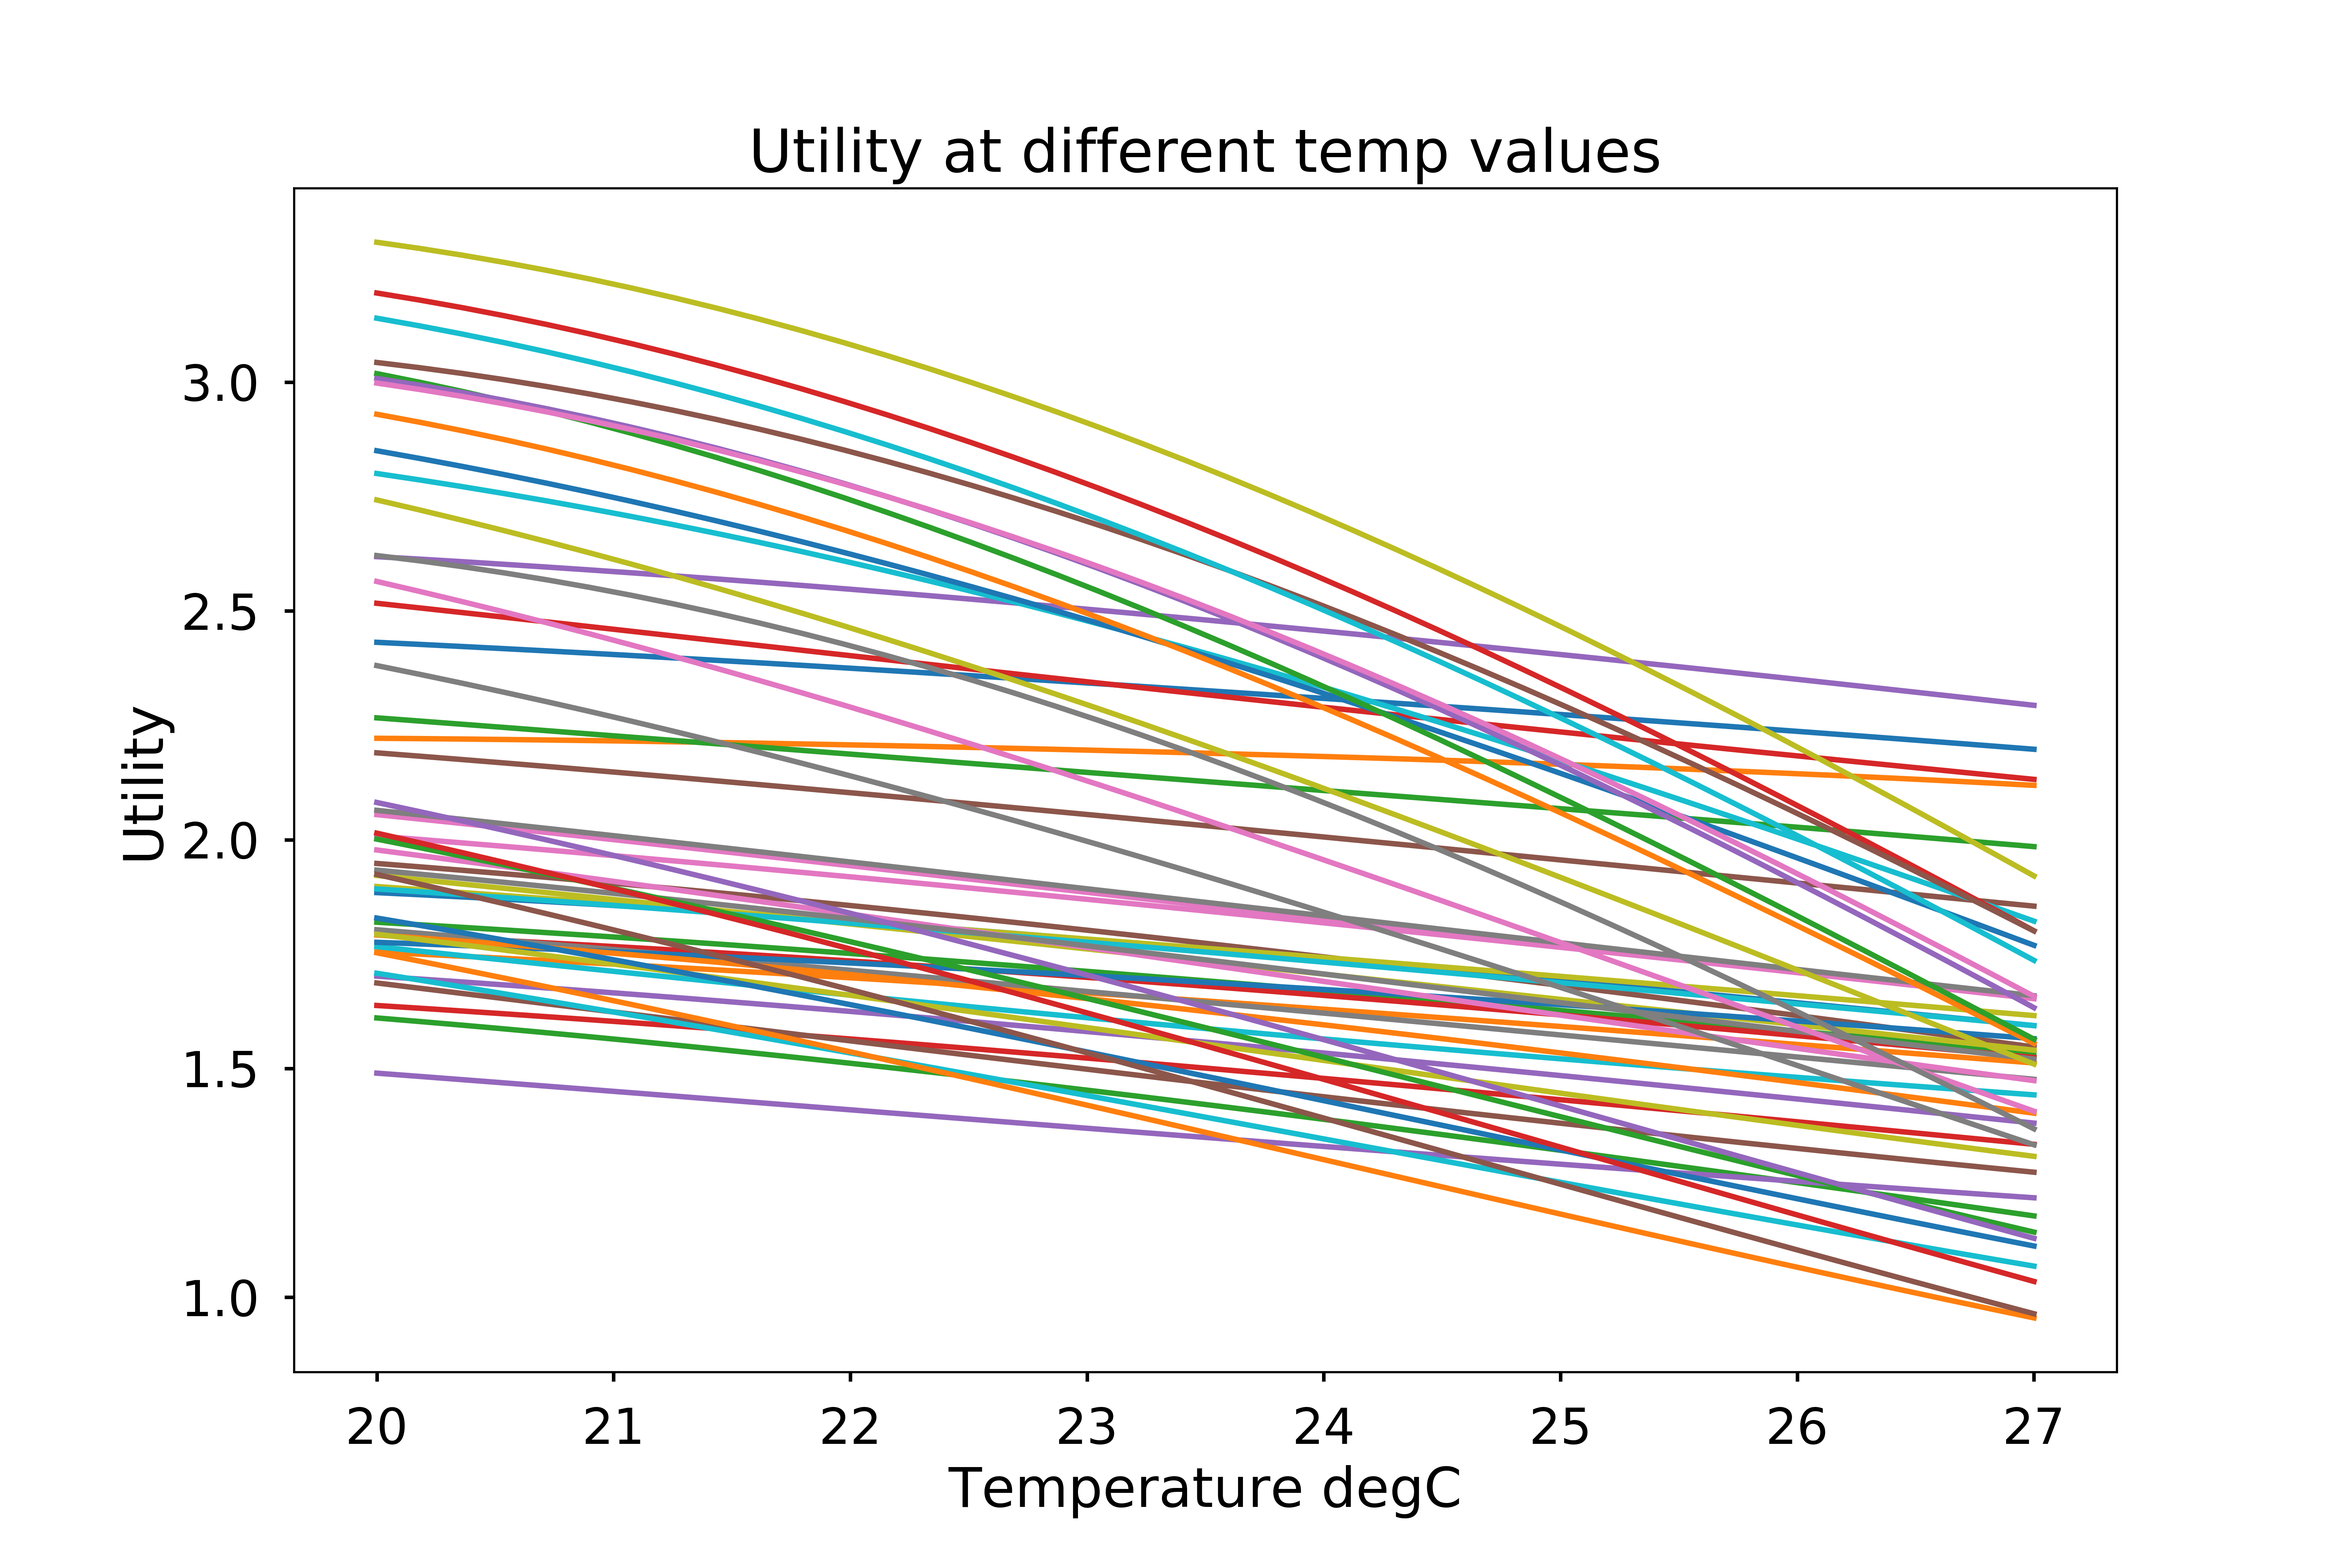 Utility at different temp values
Utility
3.0
2.5
2.0
1.5
1.0
20 21 22 23 24 25 26 27
Temperature degC